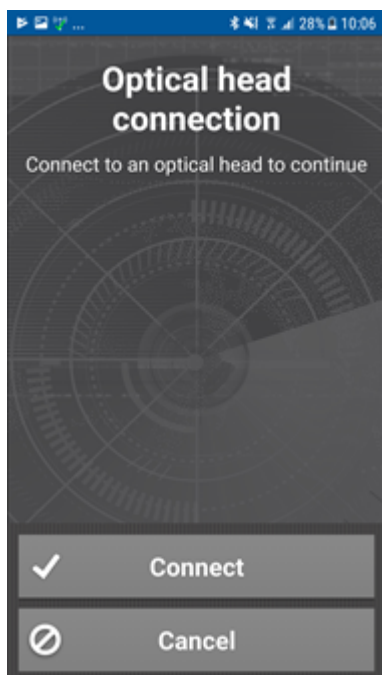 ... 28% 10:06
Optical head
connection
Connect to an optical head to continue
Connect
Cancel